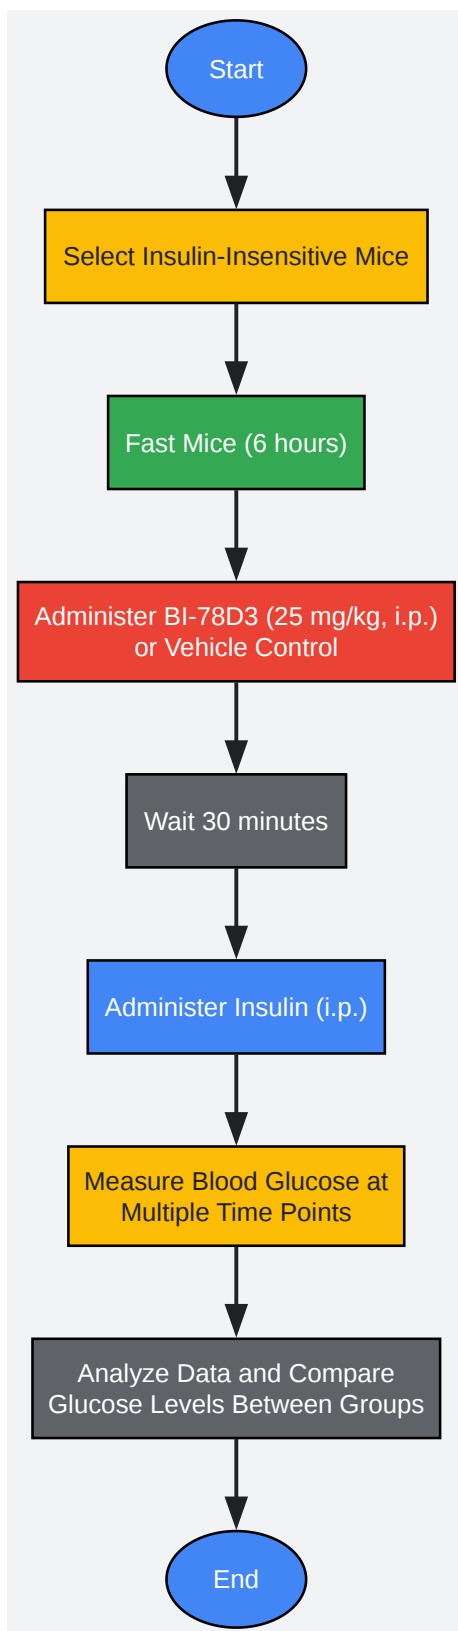 Start
Select Insulin-Insensitive Mice
Fast Mice (6 hours)
Administer BI-78D3 (25 mg/kg, i.p.)
or Vehicle Control
Wait 30 minutes
Administer Insulin (i.p.)
Measure Blood Glucose at
Multiple Time Points
Analyze Data and Compare
Glucose Levels Between Groups
End